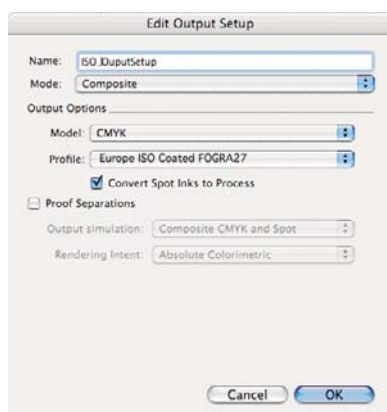 Edit Output Setup
Name: ISO_OuputSetup
Mode: Composite
Output Options
Model: CMYK
Profile: Europe ISO Coated FOGRA27
Convert Spot Inks to Process
Proof Separations
Output simulation: Composite CMYK and Spot
Rendering Intent: Absolute Colorimetric
Cancel OK